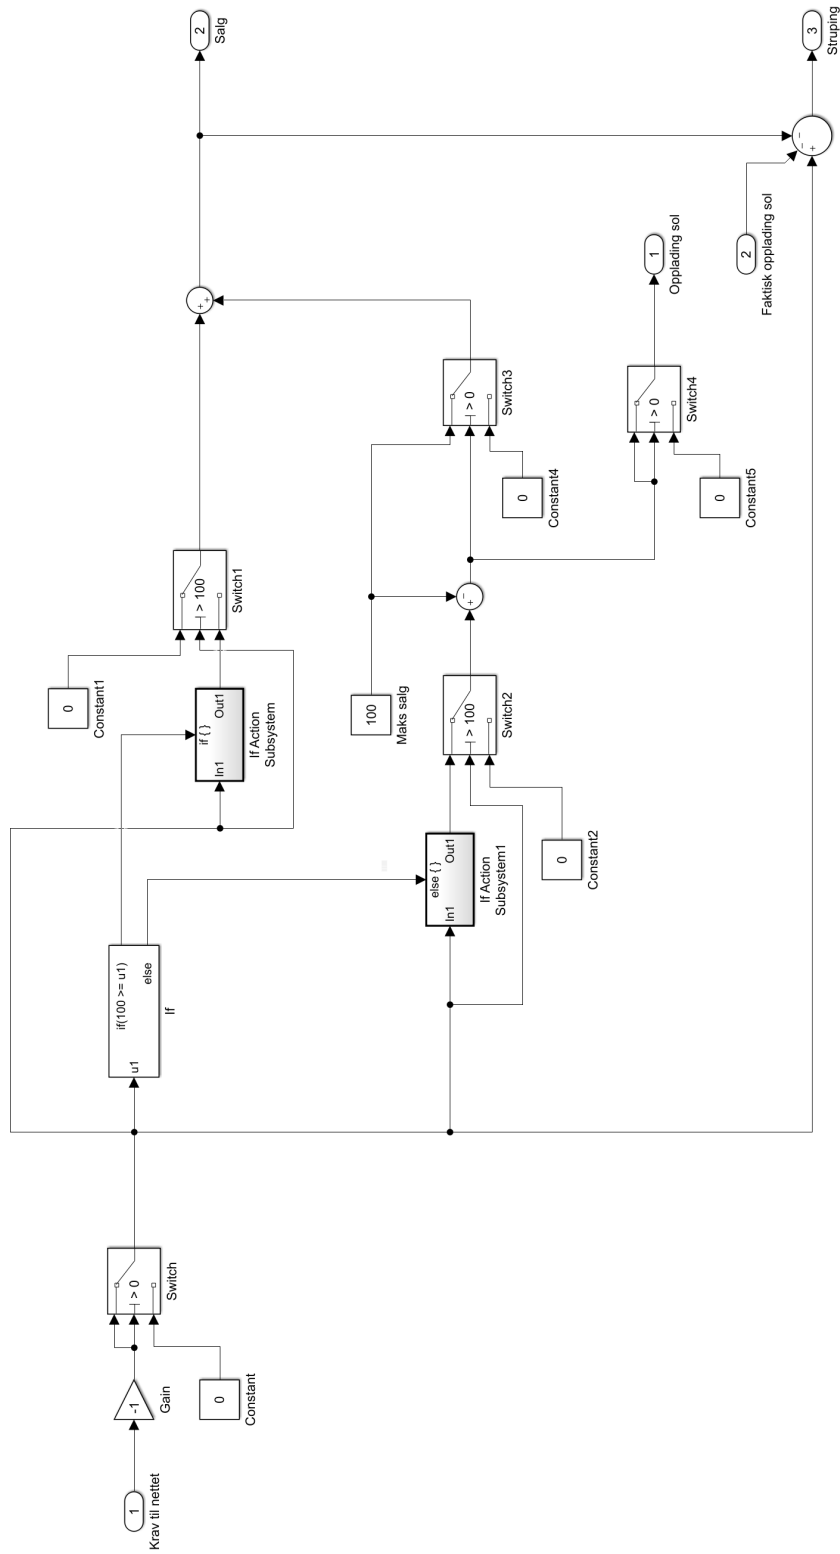 1
Krav til nettet
-1
Gain
0
Constant
> 0
Switch
u1
if(100 >= u1)
else
If
0
Constant1
In1
if { }
Out1
If Action
Subsystem
> 100
Switch1
+
+
2
Salg
In1
else { }
Out1
If Action
Subsystem1
0
Constant2
> 100
Switch2
100
Maks salg
+
−
0
Constant4
> 0
Switch3
0
Constant5
> 0
Switch4
1
Opplading sol
2
Faktisk opplading sol
−
−
+
3
Struping